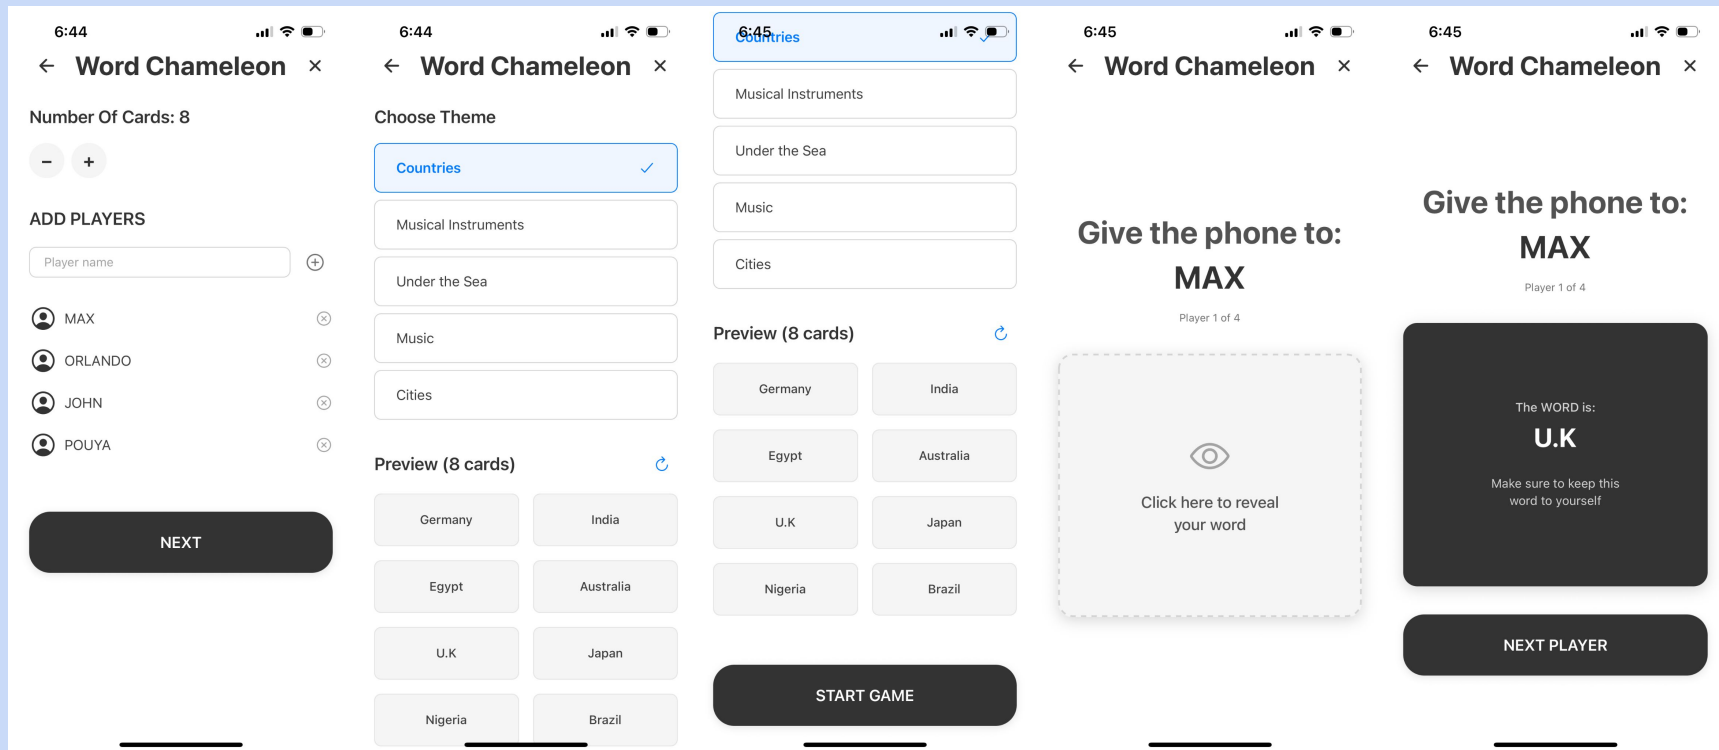 6:44
← Word Chameleon ×
Number Of Cards: 8
− +
ADD PLAYERS
Player name
MAX
ORLANDO
JOHN
POUYA
NEXT
6:44
← Word Chameleon ×
Choose Theme
Countries
Musical Instruments
Under the Sea
Music
Cities
Preview (8 cards)
Germany India
Egypt Australia
U.K Japan
Nigeria Brazil
6:45
Countries
Musical Instruments
Under the Sea
Music
Cities
Preview (8 cards)
Germany India
Egypt Australia
U.K Japan
Nigeria Brazil
START GAME
6:45
← Word Chameleon ×
Give the phone to:
MAX
Player 1 of 4
Click here to reveal
your word
6:45
← Word Chameleon ×
Give the phone to:
MAX
Player 1 of 4
The WORD is:
U.K
Make sure to keep this
word to yourself
NEXT PLAYER